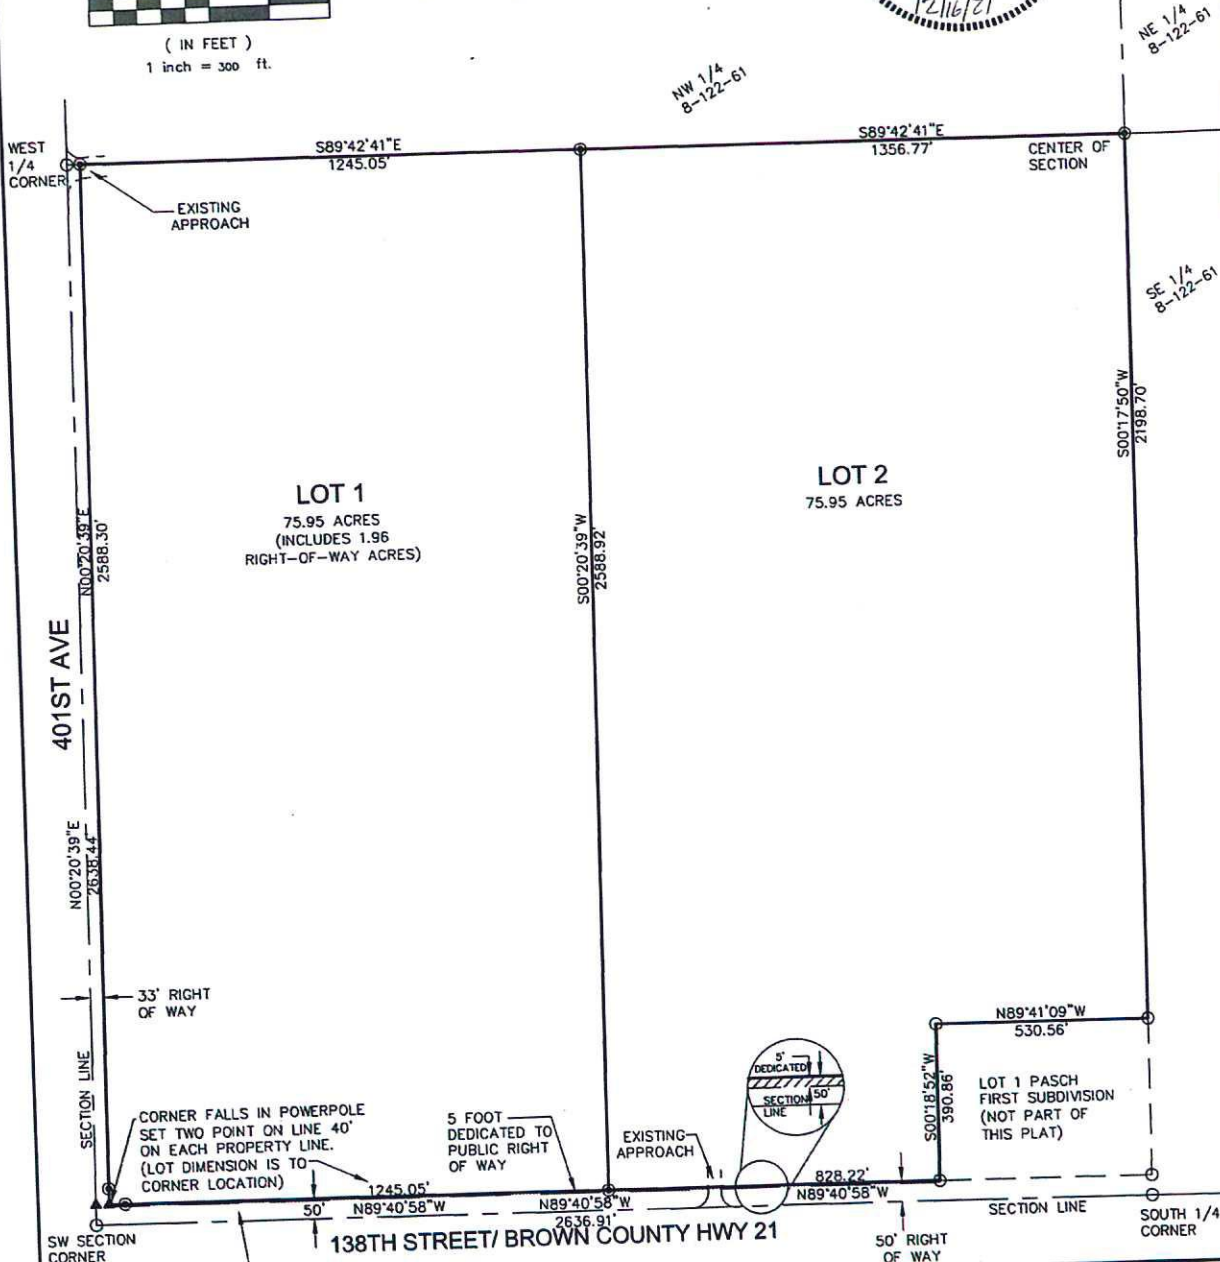 ( IN FEET )
1 inch = 300 ft.
12/9/21
NE 1/4
8-122-61
NW 1/4
8-122-61
WEST
1/4
CORNER
S89°42'41"E
1245.05'
S89°42'41"E
1356.77'
CENTER OF
SECTION
EXISTING
APPROACH
SE 1/4
8-122-61
S00°17'50"W
2198.70'
LOT 1
75.95 ACRES
(INCLUDES 1.96
RIGHT-OF-WAY ACRES)
LOT 2
75.95 ACRES
N00°20'39"E
2588.30'
S00°20'39"W
2588.92'
401ST AVE
N00°20'39"E
2638.44'
33' RIGHT
OF WAY
SECTION LINE
N89°41'09"W
530.56'
S00°18'52"W
390.86'
LOT 1 PASCH
FIRST SUBDIVISION
(NOT PART OF
THIS PLAT)
5'
DEDICATED
SECTION
LINE
50'
CORNER FALLS IN POWERPOLE
SET TWO POINT ON LINE 40'
ON EACH PROPERTY LINE.
(LOT DIMENSION IS TO
CORNER LOCATION)
5 FOOT
DEDICATED TO
PUBLIC RIGHT
OF WAY
EXISTING
APPROACH
1245.05'
N89°40'58"W
50'
N89°40'58"W
2636.91'
828.22'
N89°40'58"W
SECTION LINE
SOUTH 1/4
CORNER
SW SECTION
CORNER
138TH STREET/ BROWN COUNTY HWY 21
50' RIGHT
OF WAY